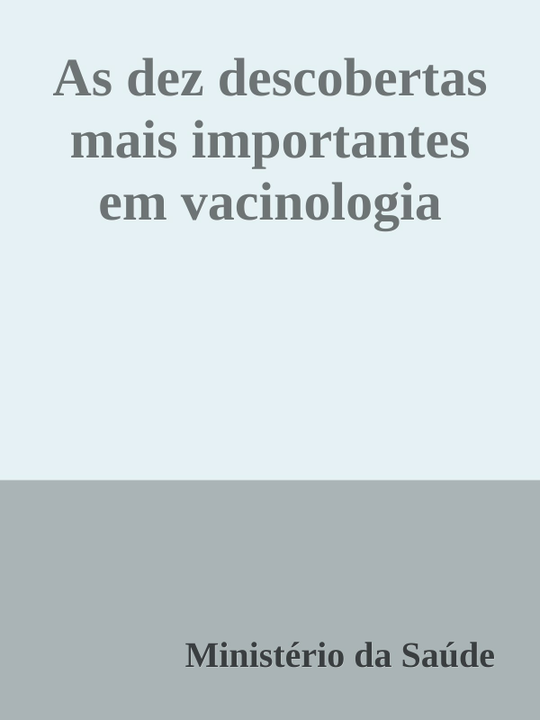 As dez descobertas
mais importantes
em vacinologia
Ministério da Saúde